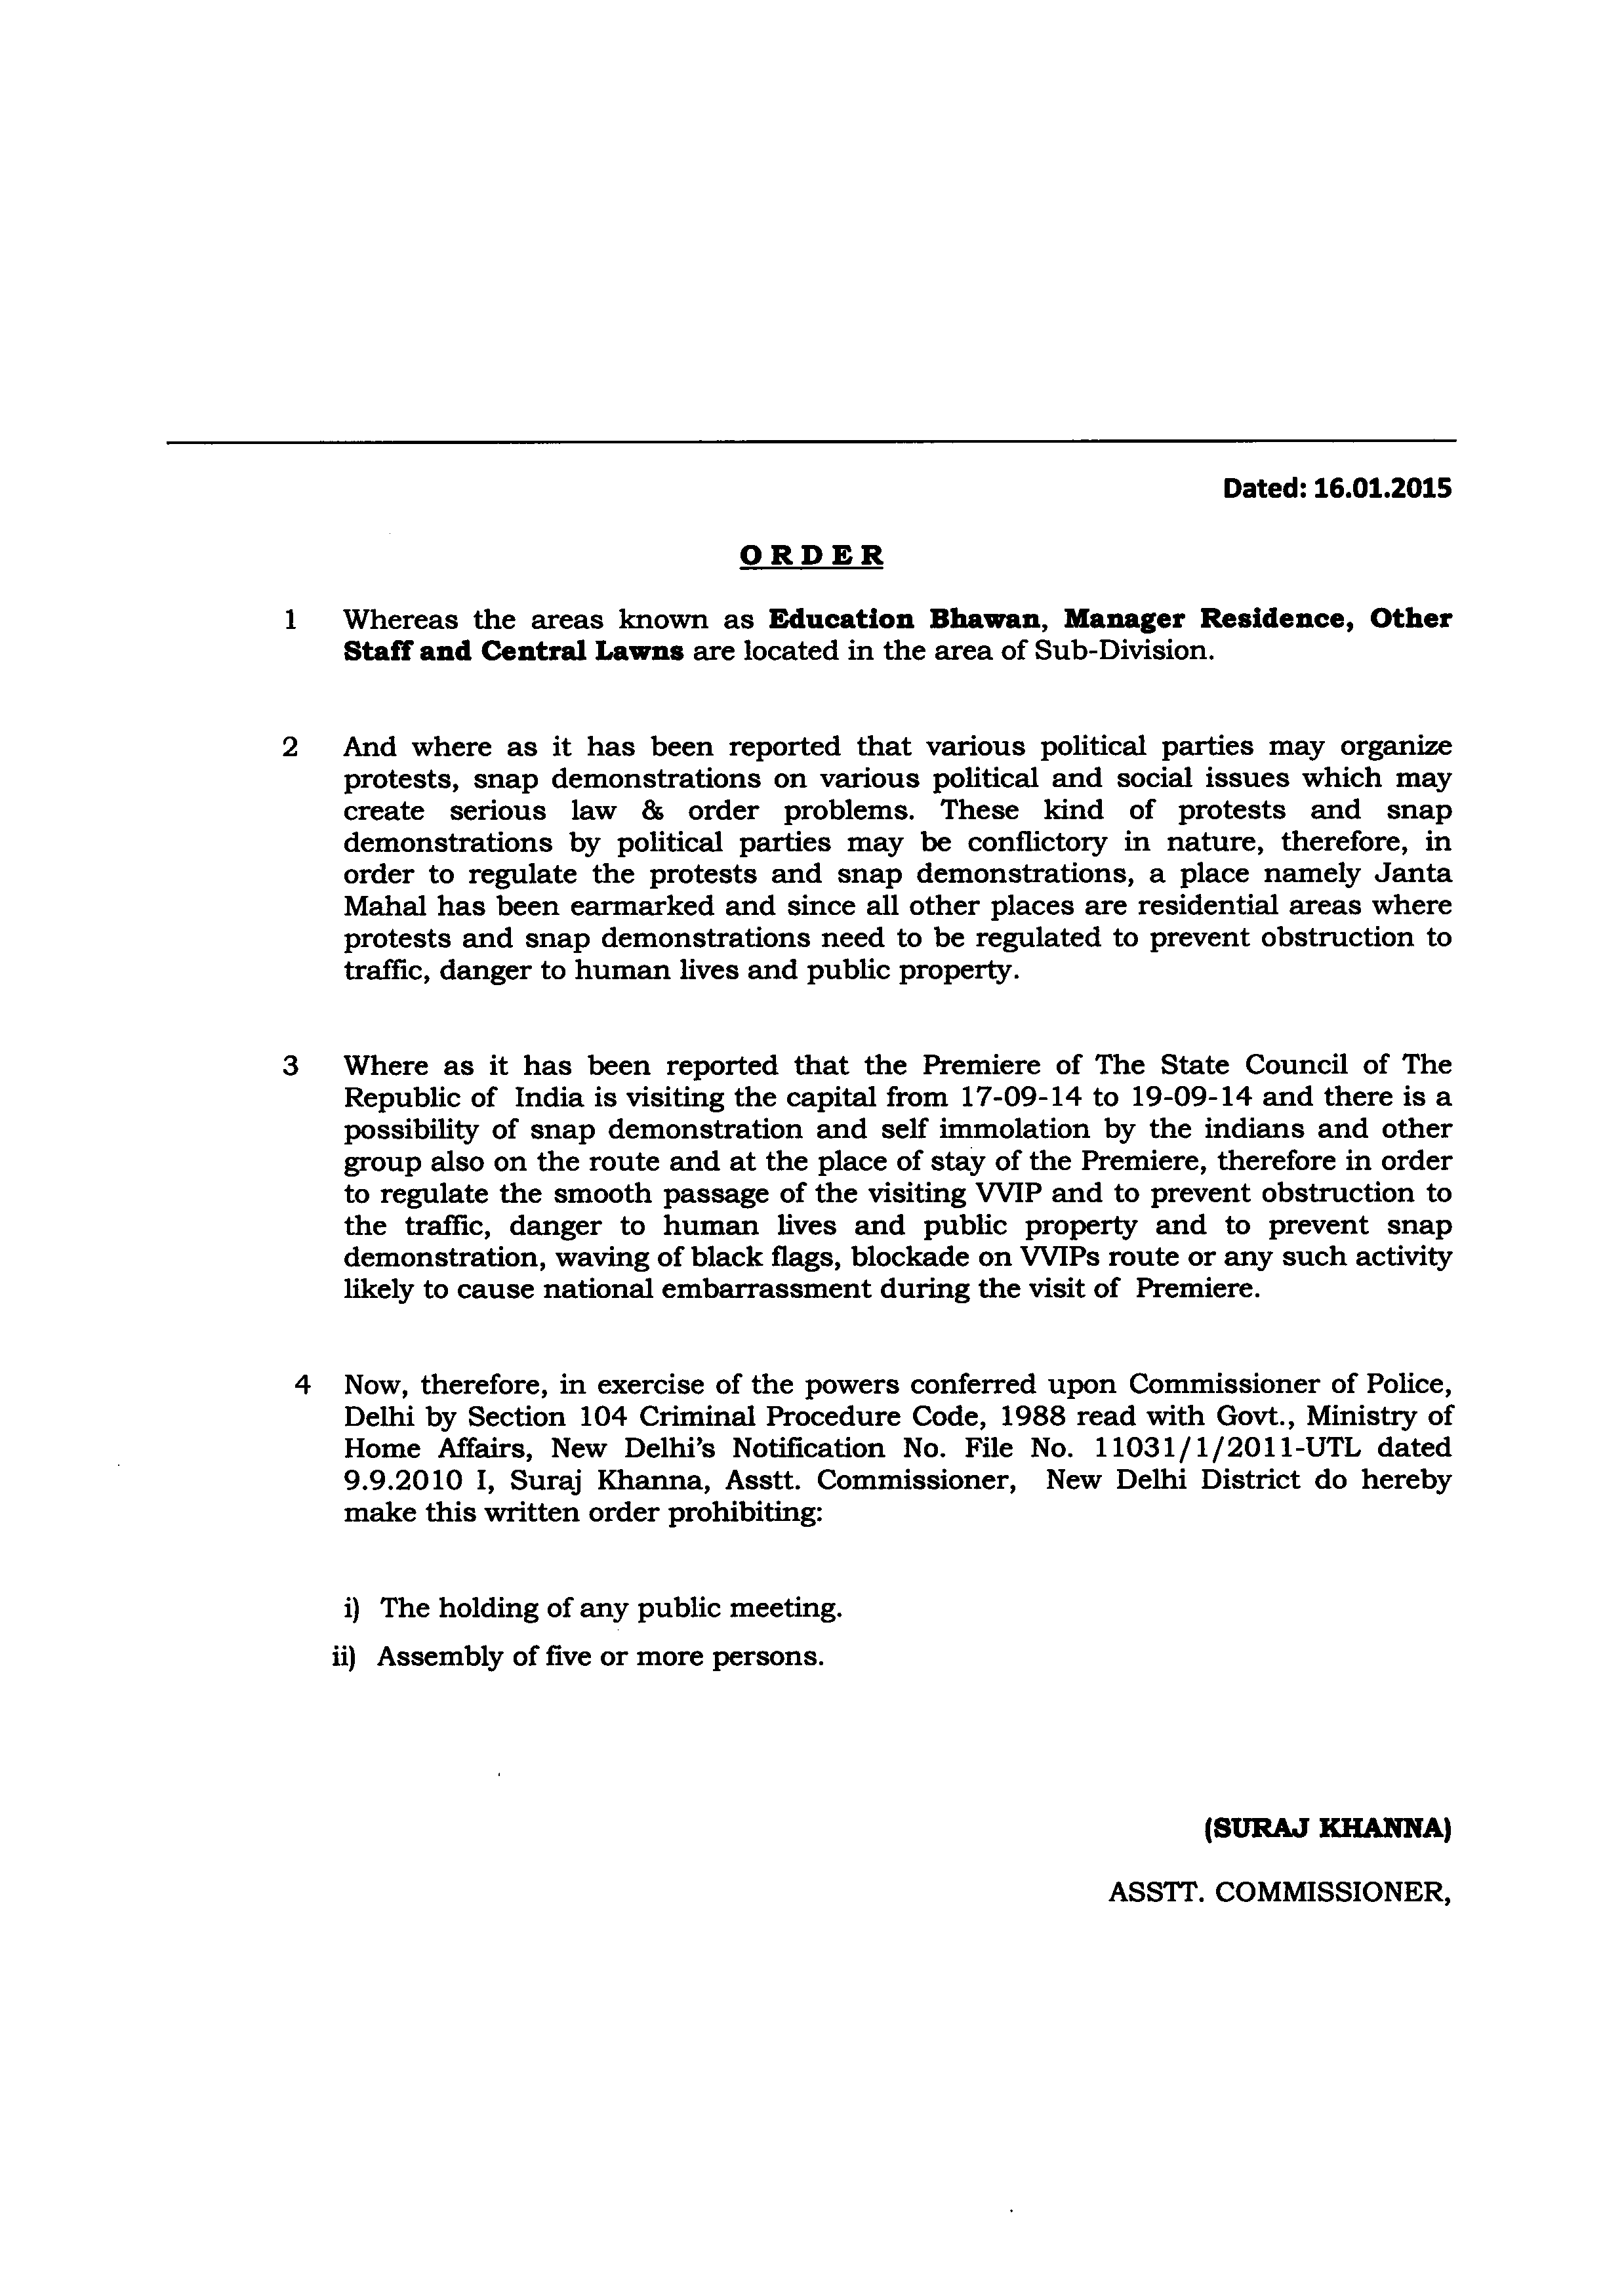 Dated: 16.01.2015
ORDER
1 Whereas the areas known as Education Bhawan, Manager Residence, Other
Staff and Central Lawns are located in the area of Sub-Division.
2 And where as it has been reported that various political parties may organize
protests, snap demonstrations on various political and social issues which may
create serious law & order problems. These kind of protests and snap
demonstrations by political parties may be conflictory in nature, therefore, in
order to regulate the protests and snap demonstrations, a place namely Janta
Mahal has been earmarked and since all other places are residential areas where
protests and snap demonstrations need to be regulated to prevent obstruction to
traffic, danger to human lives and public property.
3 Where as it has been reported that the Premiere of The State Council of The
Republic of India is visiting the capital from 17-09-14 to 19-09-14 and there is a
possibility of snap demonstration and self immolation by the indians and other
group also on the route and at the place of stay of the Premiere, therefore in order
to regulate the smooth passage of the visiting VVIP and to prevent obstruction to
the traffic, danger to human lives and public property and to prevent snap
demonstration, waving of black flags, blockade on VVIPs route or any such activity
likely to cause national embarrassment during the visit of Premiere.
4 Now, therefore, in exercise of the powers conferred upon Commissioner of Police,
Delhi by Section 104 Criminal Procedure Code, 1988 read with Govt., Ministry of
Home Affairs, New Delhi's Notification No. File No. 11031/1/2011-UTL dated
9.9.2010 I, Suraj Khanna, Asstt. Commissioner, New Delhi District do hereby
make this written order prohibiting:
i) The holding of any public meeting.
ii) Assembly of five or more persons.
(SURAJ KHANNA)
ASSTT. COMMISSIONER,